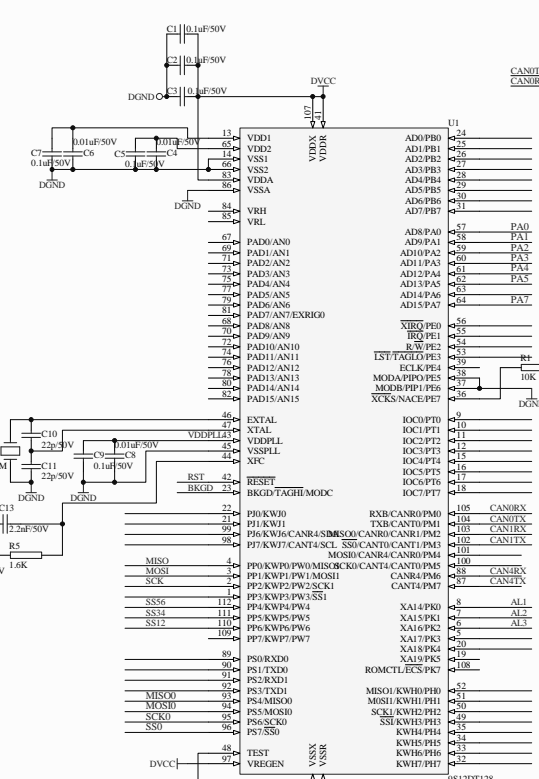 C1 0.1uF/50V
C2 0.1uF/50V
C3 0.1uF/50V
DGND
DVCC
107
41
CAN0T
CAN0R
U1
VDDX
VDDR
0.01uF/50V
0.01uF/50V
C7 C6
C5 C4
0.1uF/50V
0.1uF/50V
DGND
DGND
13 VDD1
65 VDD2
14 VSS1
66 VSS2
83 VDDA
86 VSSA
84 VRH
85 VRL
67 PAD0/AN0
69 PAD1/AN1
71 PAD2/AN2
73 PAD3/AN3
75 PAD4/AN4
77 PAD5/AN5
79 PAD6/AN6
81 PAD7/AN7/EXRIG0
68 PAD8/AN8
70 PAD9/AN9
72 PAD10/AN10
74 PAD11/AN11
76 PAD12/AN12
78 PAD13/AN13
80 PAD14/AN14
82 PAD15/AN15
46 EXTAL
47 XTAL
VDDPLL 43 VDDPLL
45 VSSPLL
44 XFC
RST 42 RESET
BKGD 23 BKGD/TAGHI/MODC
C10
22p/50V
C11
22p/50V
M
0.01uF/50V
C9 C8
0.1uF/50V
DGND
DGND
C13
2.2nF/50V
R5
1.6K
22 PJ0/KWJ0
21 PJ1/KWJ1
99 PJ6/KWJ6/CANR4/SDA
98 PJ7/KWJ7/CANT4/SCL
MISO 4 PP0/KWP0/PW0/MISO1
MOSI 3 PP1/KWP1/PW1/MOSI1
SCK 2 PP2/KWP2/PW2/SCK1
1 PP3/KWP3/PW3/SS1
SS56 112 PP4/KWP4/PW4
SS34 111 PP5/KWP5/PW5
SS12 110 PP6/KWP6/PW6
109 PP7/KWP7/PW7
89 PS0/RXD0
90 PS1/TXD0
91 PS2/RXD1
92 PS3/TXD1
MISO0 93 PS4/MISO0
MOSI0 94 PS5/MOSI0
SCK0 95 PS6/SCK0
SS0 96 PS7/SS0
48 TEST
DVCC 97 VREGEN
AD0/PB0 24
AD1/PB1 25
AD2/PB2 26
AD3/PB3 27
AD4/PB4 28
AD5/PB5 29
AD6/PB6 30
AD7/PB7 31
AD8/PA0 57 PA0
AD9/PA1 58 PA1
AD10/PA2 59 PA2
AD11/PA3 60 PA3
AD12/PA4 61 PA4
AD13/PA5 62 PA5
AD14/PA6 63
AD15/PA7 64 PA7
XIRQ/PE0 56
IRQ/PE1 55
R/W/PE2 54
LST/TAGLO/PE3 53
ECLK/PE4 39
MODA/PIPO/PE5 38
MODB/PIP1/PE6 37
XCKS/NACE/PE7 36
R1
10K
DGN
IOC0/PT0 9
IOC1/PT1 10
IOC2/PT2 11
IOC3/PT3 12
IOC4/PT4 15
IOC5/PT5 16
IOC6/PT6 17
IOC7/PT7 18
RXB/CANR0/PM0 105 CAN0RX
TXB/CANT0/PM1 104 CAN0TX
MISO0/CANR0/CANR1/PM2 103 CAN1RX
SS0/CANT0/CANT1/PM3 102 CAN1TX
MOSI0/CANR4/CANR0/PM4 101
SCK0/CANT4/CANT0/PM5 100
CANR4/PM6 88 CAN4RX
CANT4/PM7 87 CAN4TX
XA14/PK0 8 AL1
XA15/PK1 7 AL2
XA16/PK2 6 AL3
XA17/PK3 5
XA18/PK4 20
XA19/PK5 19
ROMCTL/ECS/PK7 108
MISO1/KWH0/PH0 52
M0SI1/KWH1/PH1 51
SCK1/KWH2/PH2 50
SSI/KWH3/PH3 49
KWH4/PH4 35
KWH5/PH5 34
KWH6/PH6 33
KWH7/PH7 32
VSSX
VSSR
9S12DT128